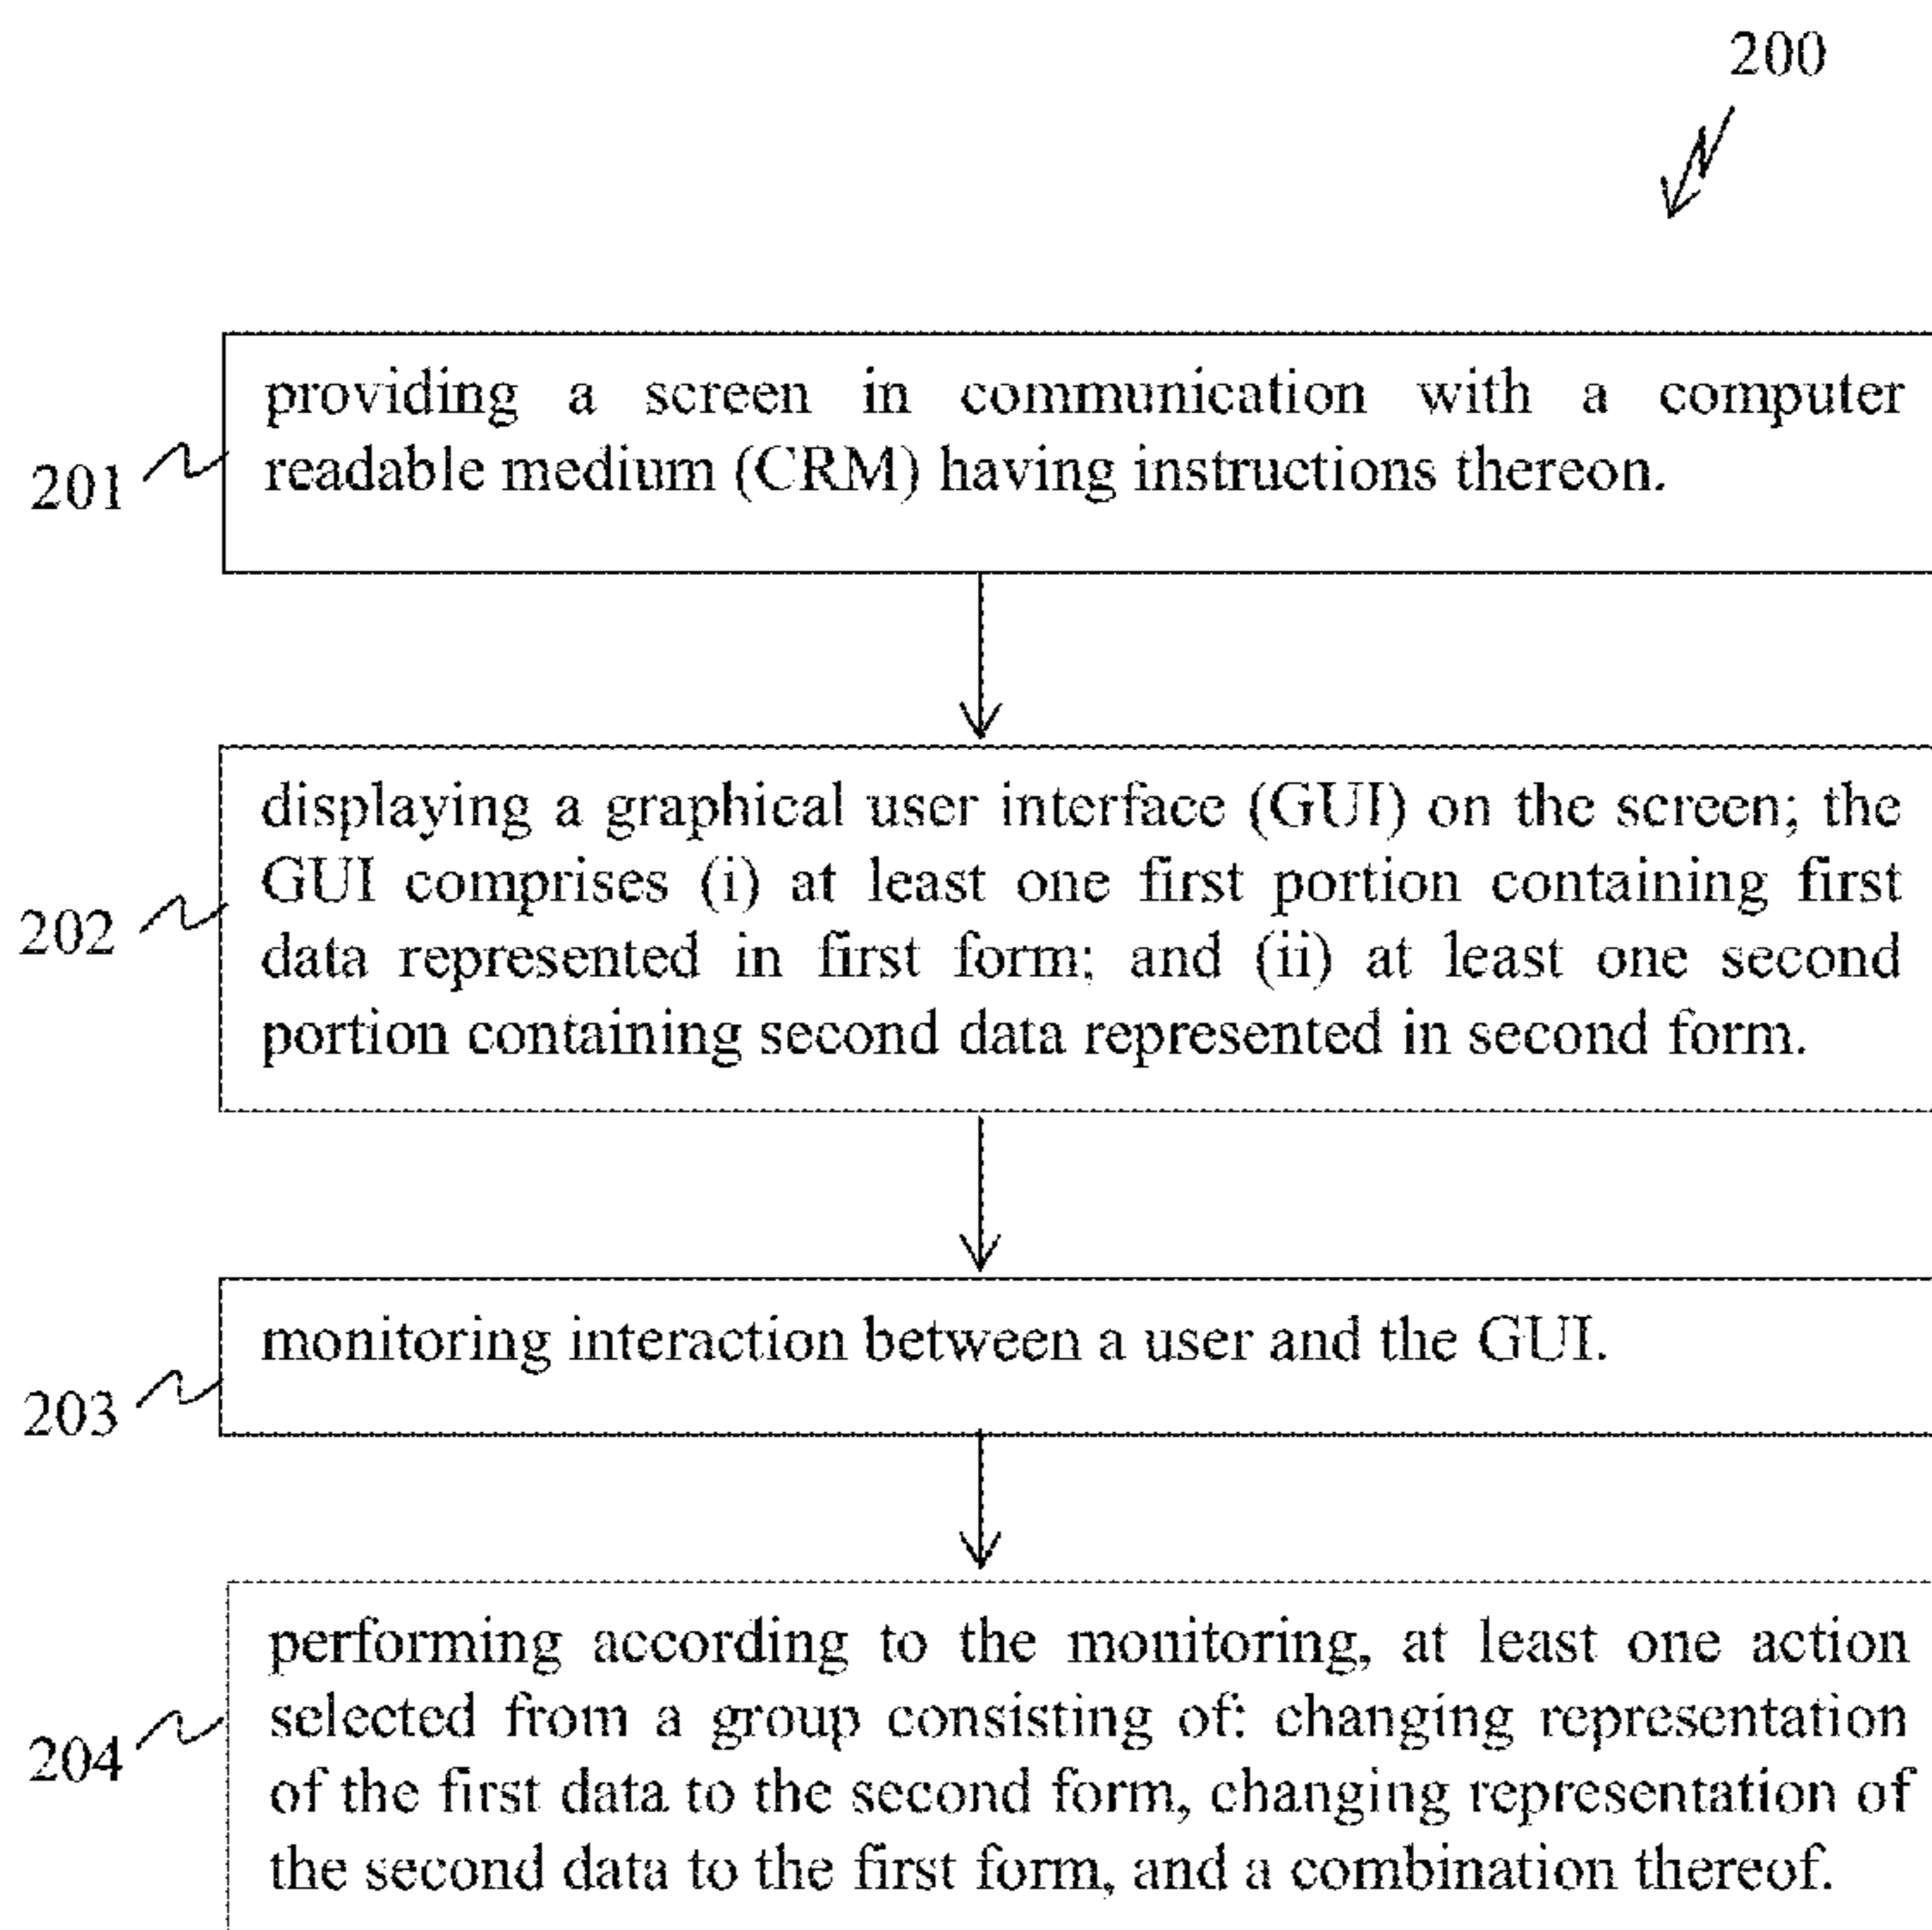 200
providing a screen in communication with a computer
readable medium (CRM) having instructions thereon.
201
displaying a graphical user interface (GUI) on the screen; the
GUI comprises (i) at least one first portion containing first
data represented in first form; and (ii) at least one second
portion containing second data represented in second form.
202
monitoring interaction between a user and the GUI.
203
performing according to the monitoring, at least one action
selected from a group consisting of: changing representation
of the first data to the second form, changing representation of
the second data to the first form, and a combination thereof.
204